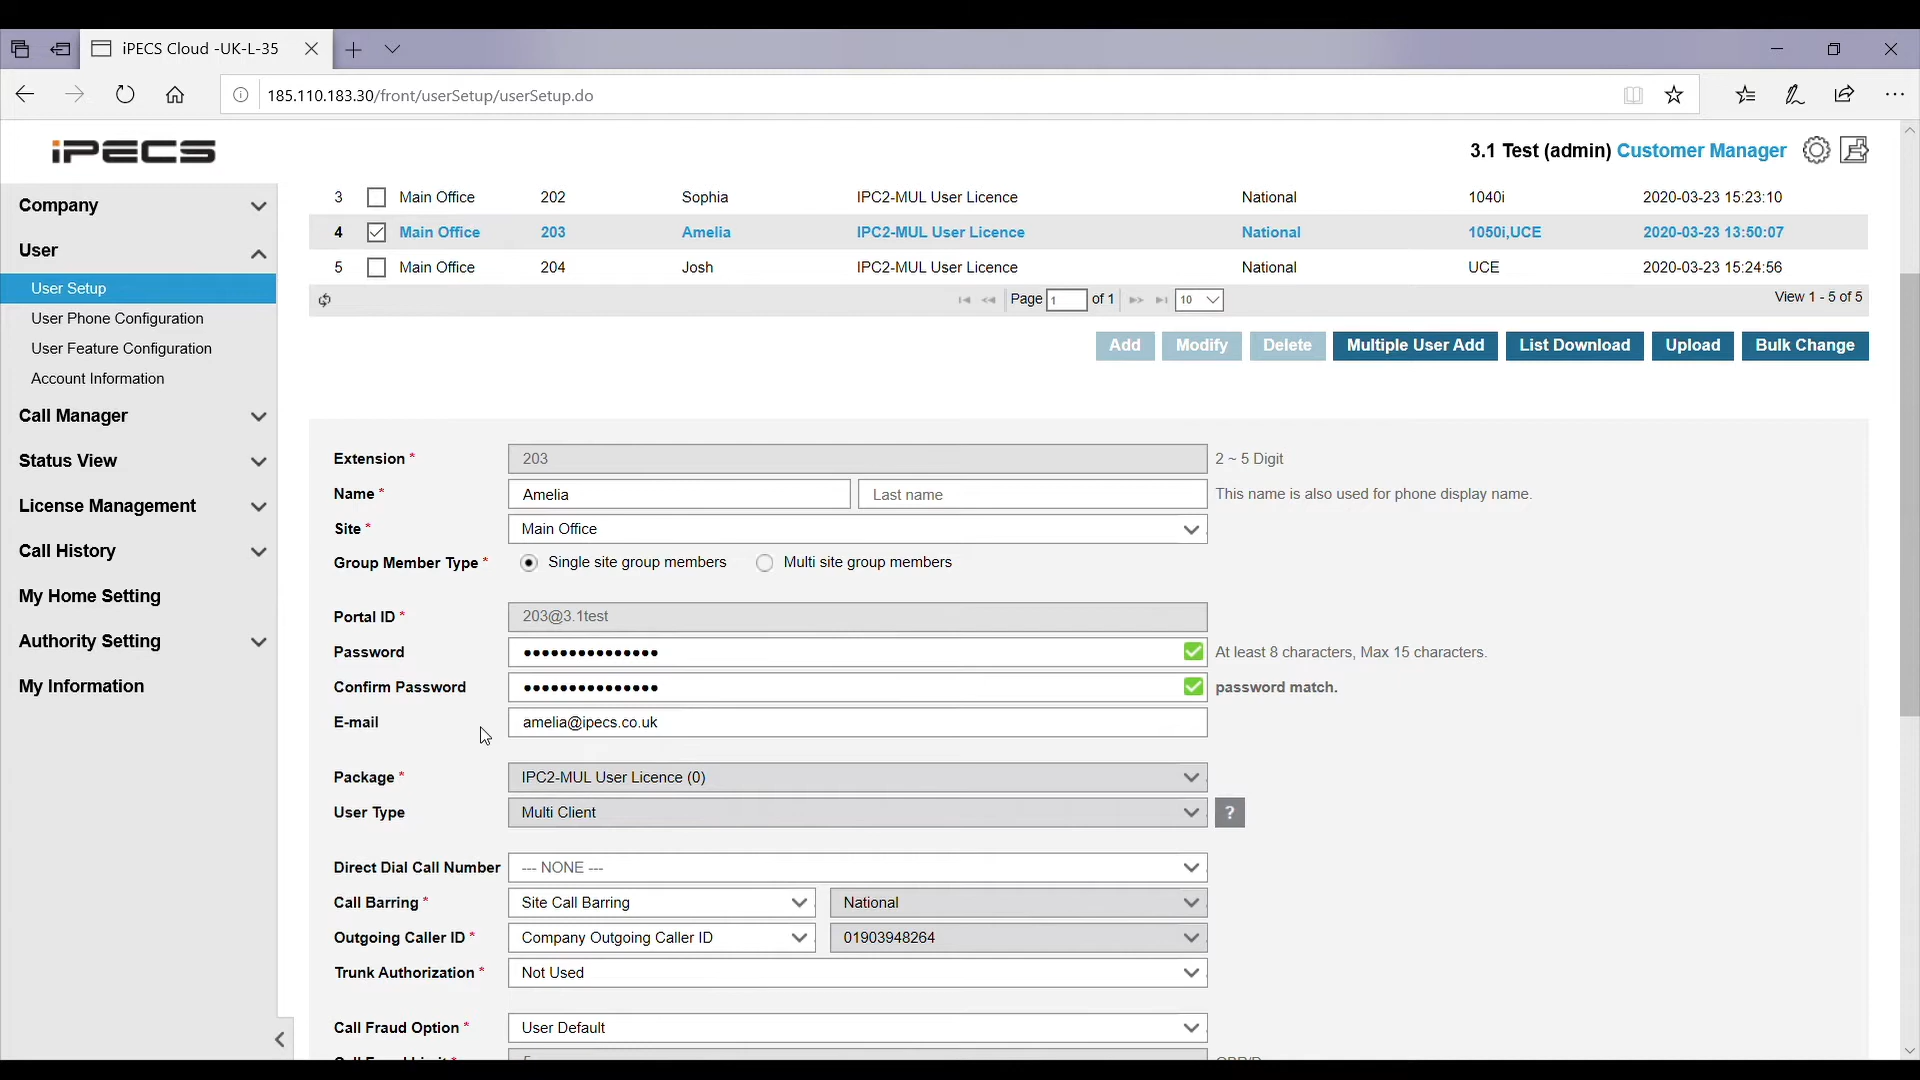 iPECS Cloud -UK-L-35
185.110.183.30/front/userSetup/userSetup.do
iPECS
3.1 Test (admin) Customer Manager
Company
User
User Setup
User Phone Configuration
User Feature Configuration
Account Information
Call Manager
Status View
License Management
Call History
My Home Setting
Authority Setting
My Information
3 Main Office 202 Sophia IPC2-MUL User Licence National 1040i 2020-03-23 15:23:10
4 Main Office 203 Amelia IPC2-MUL User Licence National 1050i,UCE 2020-03-23 13:50:07
5 Main Office 204 Josh IPC2-MUL User Licence National UCE 2020-03-23 15:24:56
Page 1 of 1 10 View 1 - 5 of 5
Add Modify Delete Multiple User Add List Download Upload Bulk Change
Extension * 203 2 ~ 5 Digit
Name * Amelia Last name This name is also used for phone display name.
Site * Main Office
Group Member Type * Single site group members Multi site group members
Portal ID * 203@3.1test
Password ••••••••••••••• At least 8 characters, Max 15 characters.
Confirm Password ••••••••••••••• password match.
E-mail amelia@ipecs.co.uk
Package * IPC2-MUL User Licence (0)
User Type Multi Client ?
Direct Dial Call Number --- NONE ---
Call Barring * Site Call Barring National
Outgoing Caller ID * Company Outgoing Caller ID 01903948264
Trunk Authorization * Not Used
Call Fraud Option * User Default